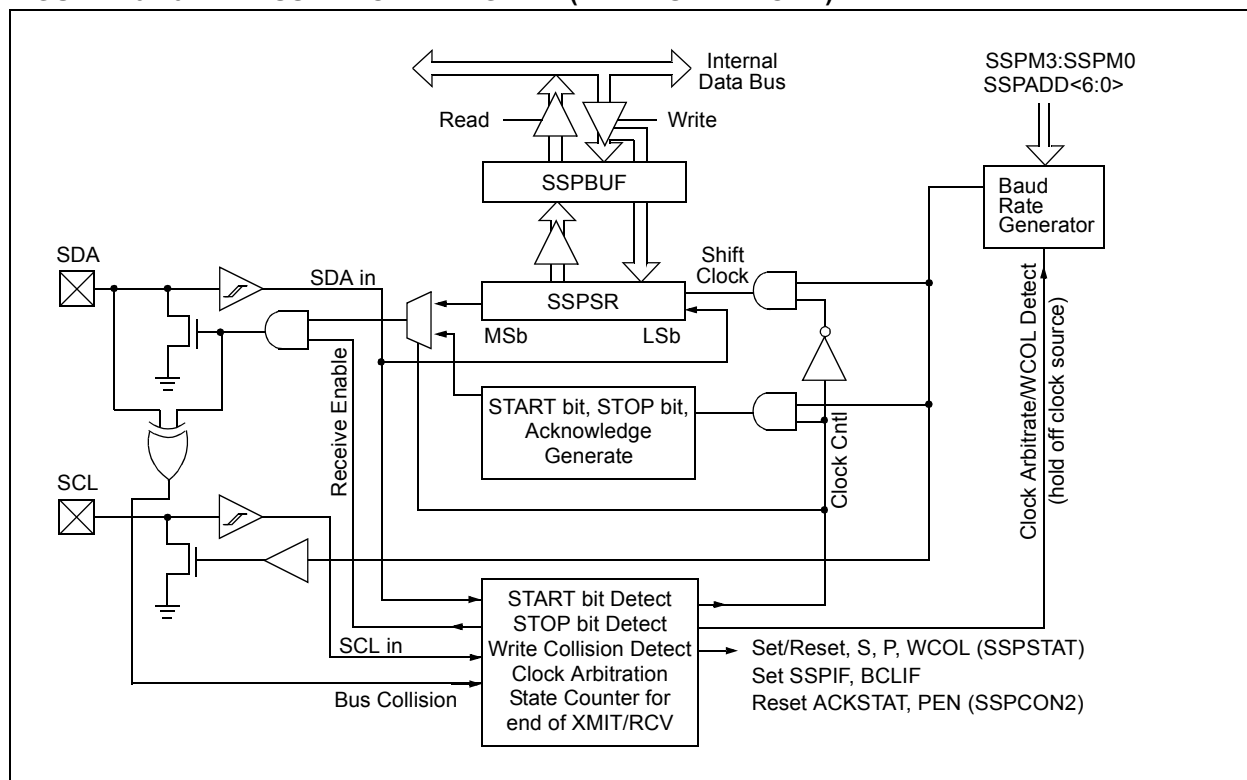 Internal
Data Bus
SSPM3:SSPM0
SSPADD<6:0>
Read
Write
SSPBUF
Baud
Rate
Generator
SDA
SDA in
Shift
Clock
SSPSR
MSb
LSb
START bit, STOP bit,
Acknowledge
Generate
Receive Enable
Clock Cntl
Clock Arbitrate/WCOL Detect
(hold off clock source)
SCL
SCL in
Bus Collision
START bit Detect
STOP bit Detect
Write Collision Detect
Clock Arbitration
State Counter for
end of XMIT/RCV
Set/Reset, S, P, WCOL (SSPSTAT)
Set SSPIF, BCLIF
Reset ACKSTAT, PEN (SSPCON2)